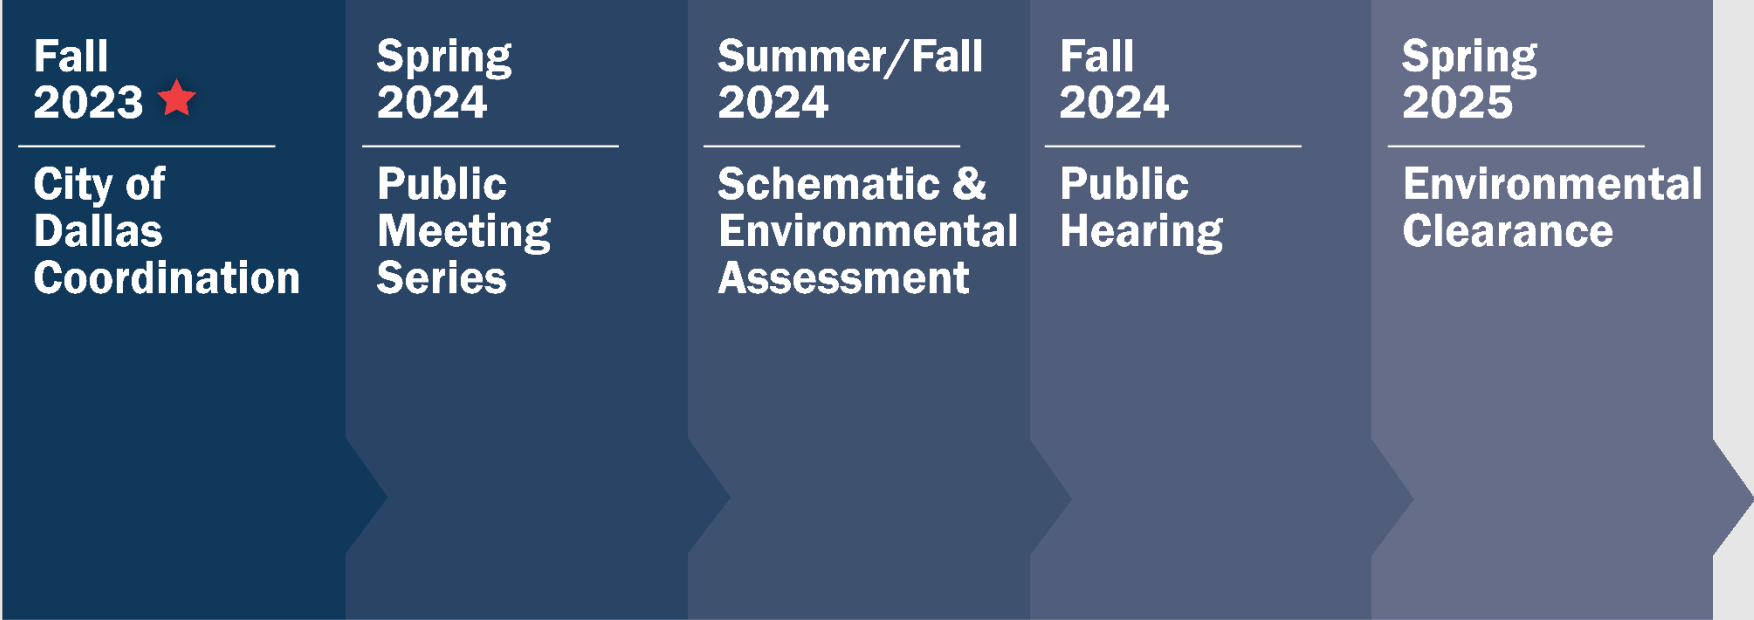 Fall
2023
City of
Dallas
Coordination
Spring
2024
Public
Meeting
Series
Summer/Fall
2024
Schematic &
Environmental
Assessment
Fall
2024
Public
Hearing
Spring
2025
Environmental
Clearance